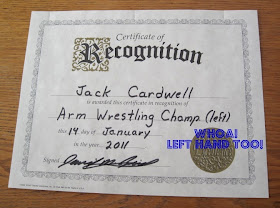 Certificate of
Recognition
Jack Cardwell
is awarded this certificate in recognition of
Arm Wrestling Champ (left)
this 14 day of January
in the year 2011
Signed
WHOA!
LEFT HAND TOO!